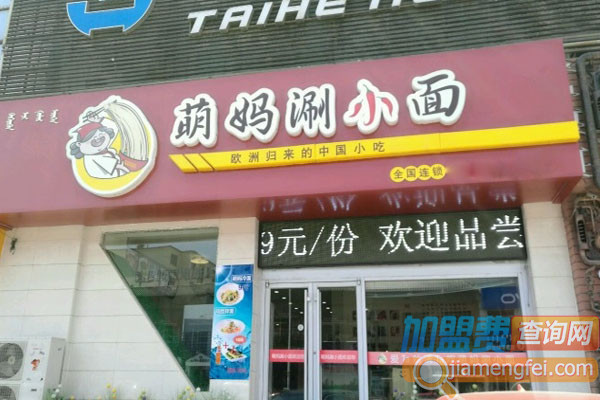 TAIHE
萌妈涮小面
欧洲归来的中国小吃
全国连锁
9元/份 欢迎品尝
加盟费查询网
jiamengfei.com